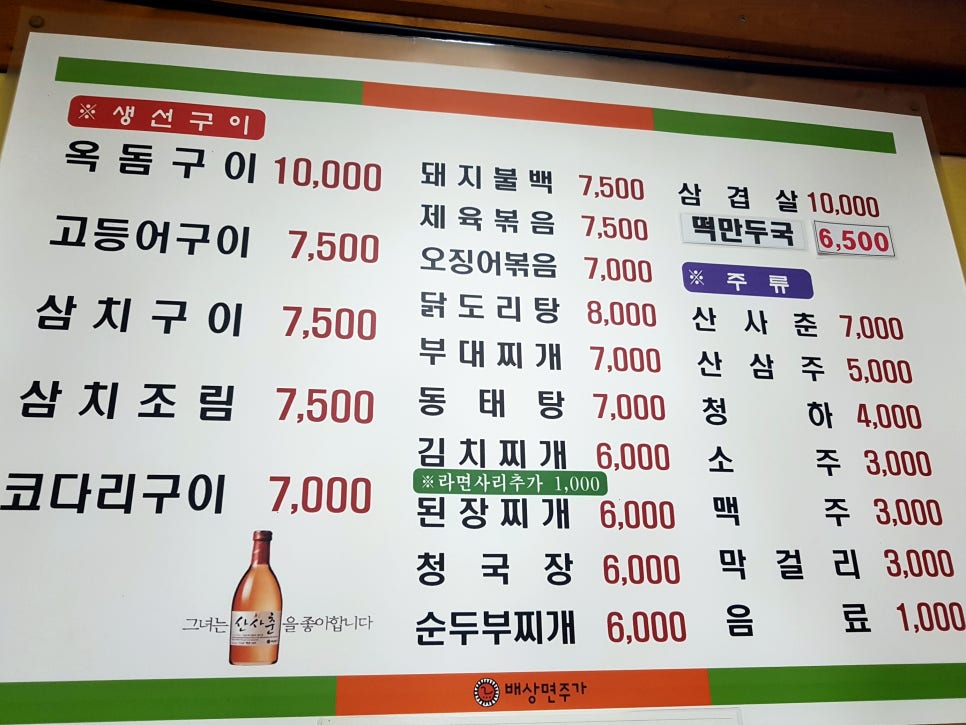 ※ 생선구이
옥돔구이 10,000
고등어구이 7,500
삼치구이 7,500
삼치조림 7,500
코다리구이 7,000
그녀는 산사춘 을 좋아합니다
돼지불백 7,500
제육볶음 7,500
오징어볶음 7,000
닭도리탕 8,000
부대찌개 7,000
동태탕 7,000
김치찌개 6,000
※라면사리추가 1,000
된장찌개 6,000
청국장 6,000
순두부찌개 6,000
삼겹살 10,000
떡만두국 6,500
※ 주류
산사춘 7,000
산삼주 5,000
청하 4,000
소주 3,000
맥주 3,000
막걸리 3,000
음료 1,000
배상면주가